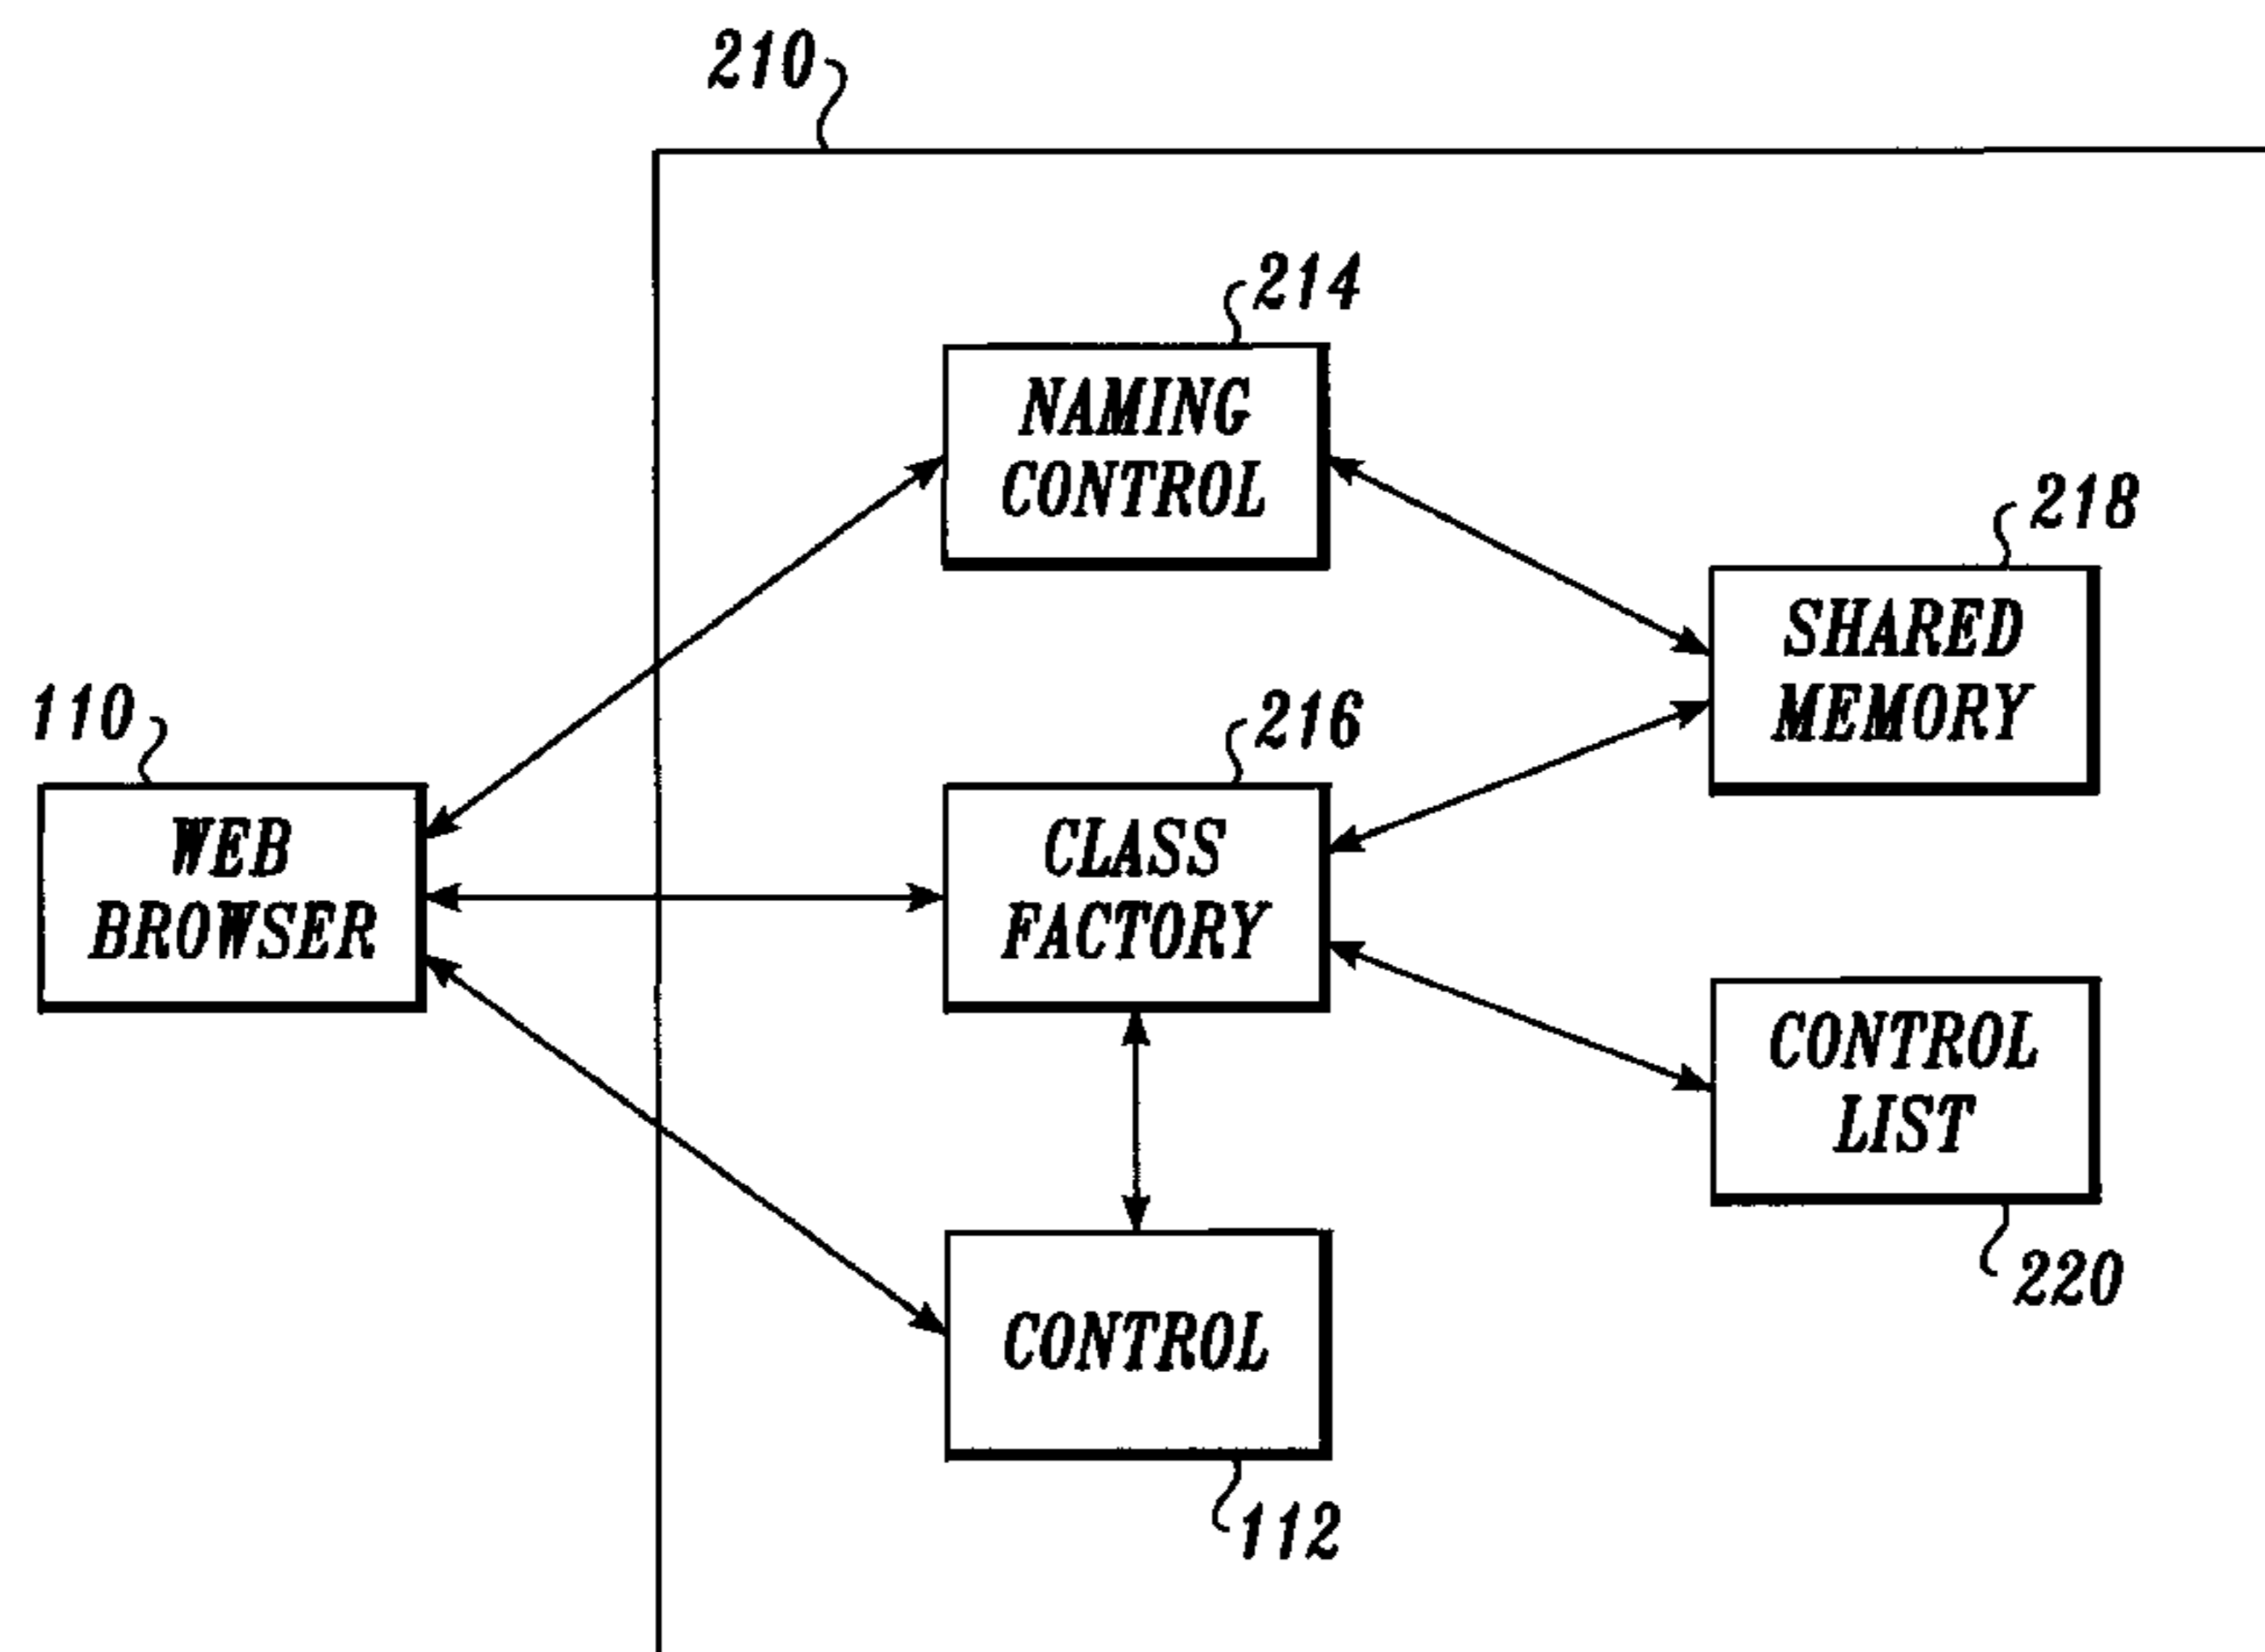 210
214
NAMING
CONTROL
218
SHARED
MEMORY
110
WEB
BROWSER
216
CLASS
FACTORY
CONTROL
LIST
220
CONTROL
112